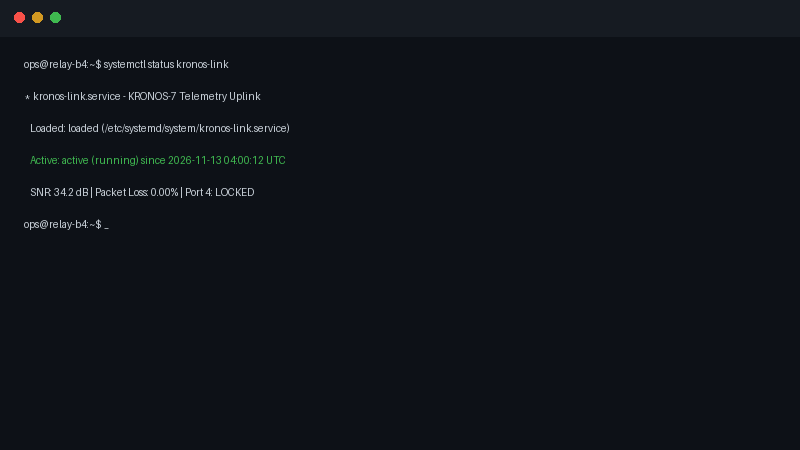 ops@relay-b4:~$ systemctl status kronos-link
* kronos-link.service - KRONOS-7 Telemetry Uplink
Loaded: loaded (/etc/systemd/system/kronos-link.service)
Active: active (running) since 2026-11-13 04:00:12 UTC
SNR: 34.2 dB | Packet Loss: 0.00% | Port 4: LOCKED
ops@relay-b4:~$ _